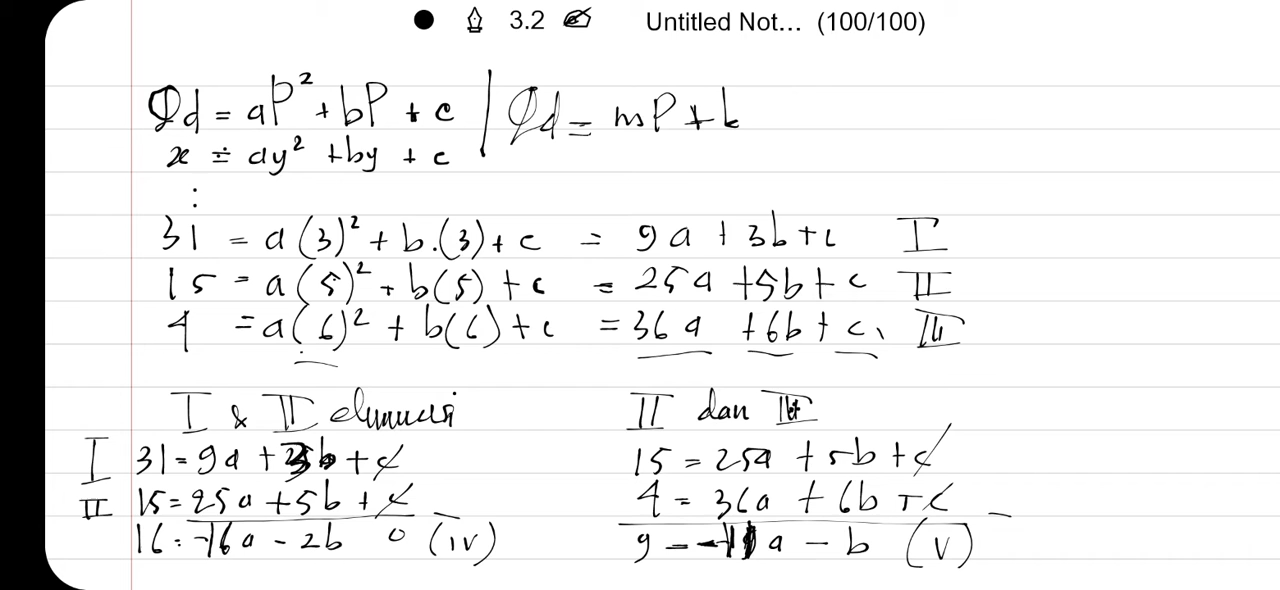 3.2 Untitled Not... (100/100)
Qd = aP² + bP + c | Qd = mP + k
x = ay² + by + c
:
31 = a(3)² + b.(3) + c = 9a + 3b + c I
15 = a(5)² + b(5) + c = 25a + 5b + c II
4 = a(6)² + b(6) + c = 36a + 6b + c, III
I & II eliminasi
I 31 = 9a + 3b + c
II 15 = 25a + 5b + c
16 = -16a - 2b 0 (iv)
II dan III
15 = 25a + 5b + c
4 = 36a + 6b + c
9 = -11a - b (V)